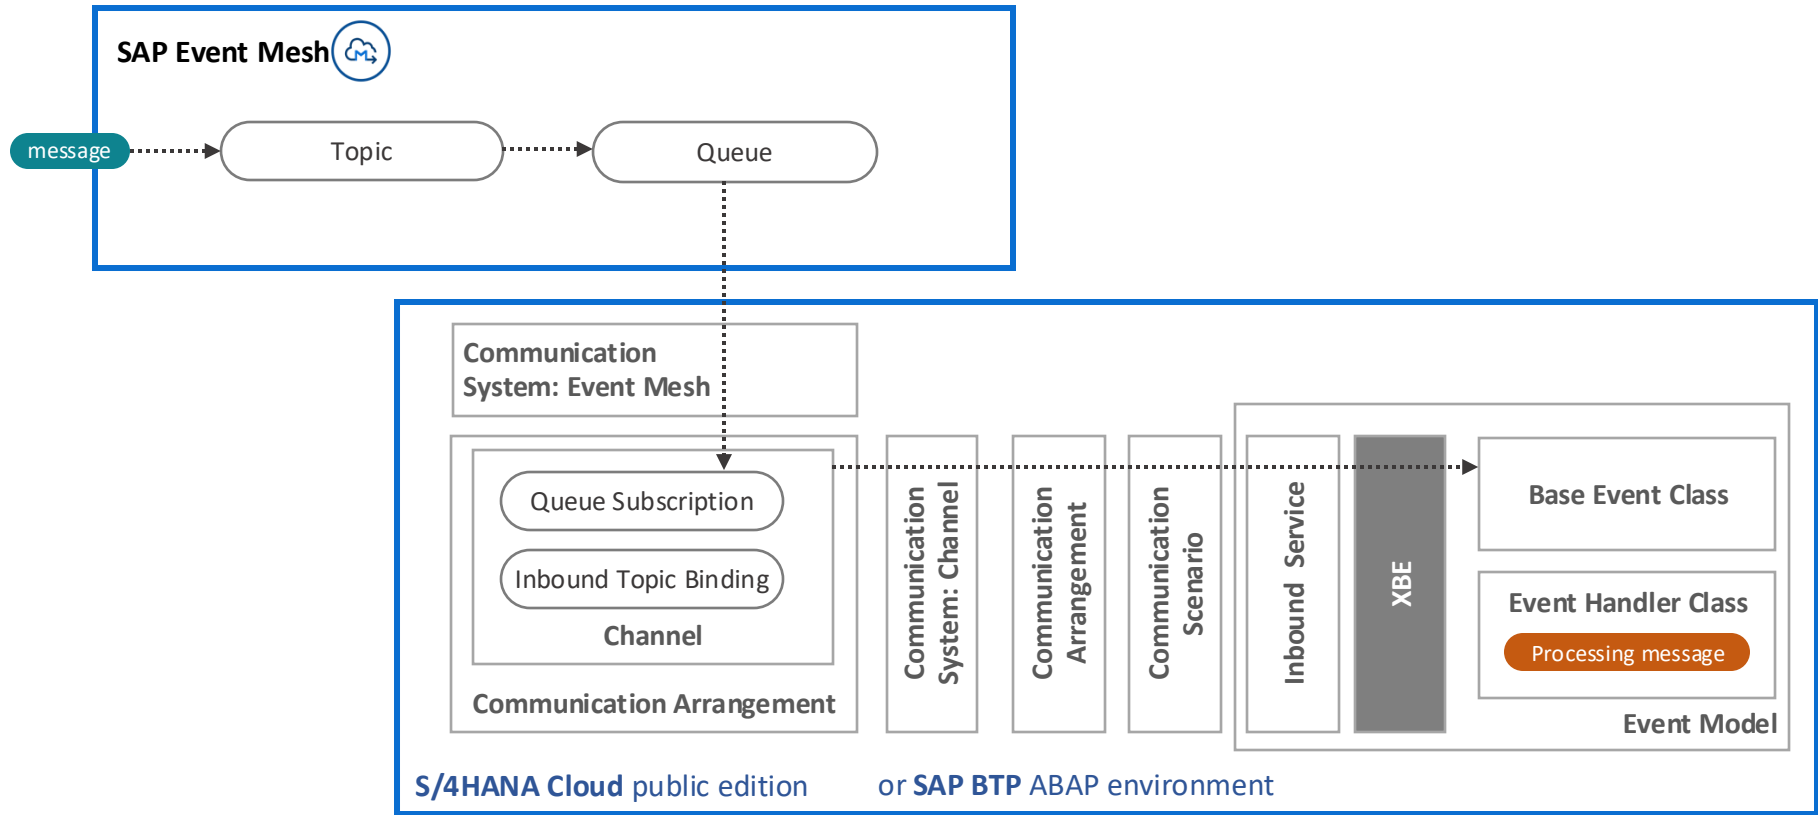 SAP Event Mesh
message
Topic
Queue
Communication
System: Event Mesh
Queue Subscription
Inbound Topic Binding
Channel
Communication Arrangement
Communication
System: Channel
Communication
Arrangement
Communication
Scenario
Inbound Service
XBE
Base Event Class
Event Handler Class
Processing message
Event Model
S/4HANA Cloud public edition or SAP BTP ABAP environment